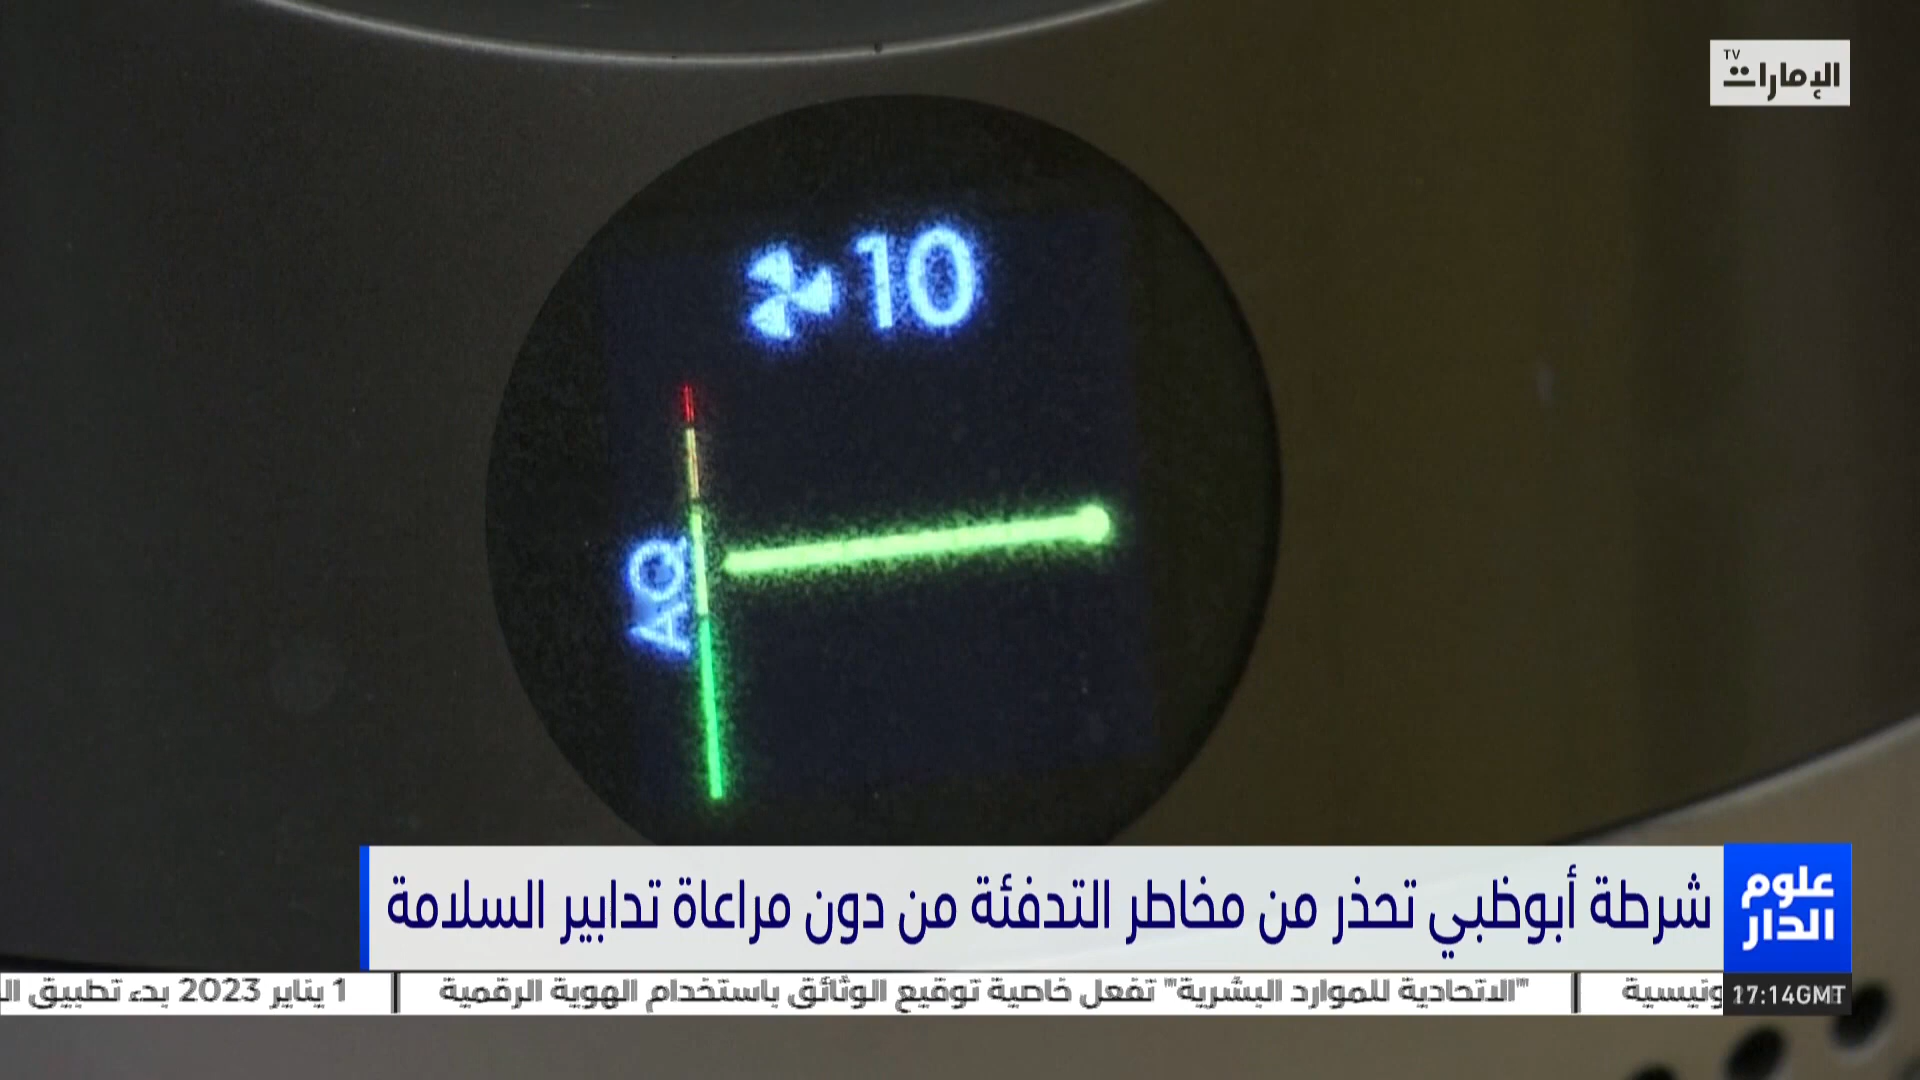 TV
الإمارات
10
AQ
علوم
الدار
شرطة أبوظبي تحذر من مخاطر التدفئة من دون مراعاة تدابير السلامة
17:14GMT
"الاتحادية للموارد البشرية" تفعل خاصية توقيع الوثائق باستخدام الهوية الرقمية
1 يناير 2023 بدء تطبيق